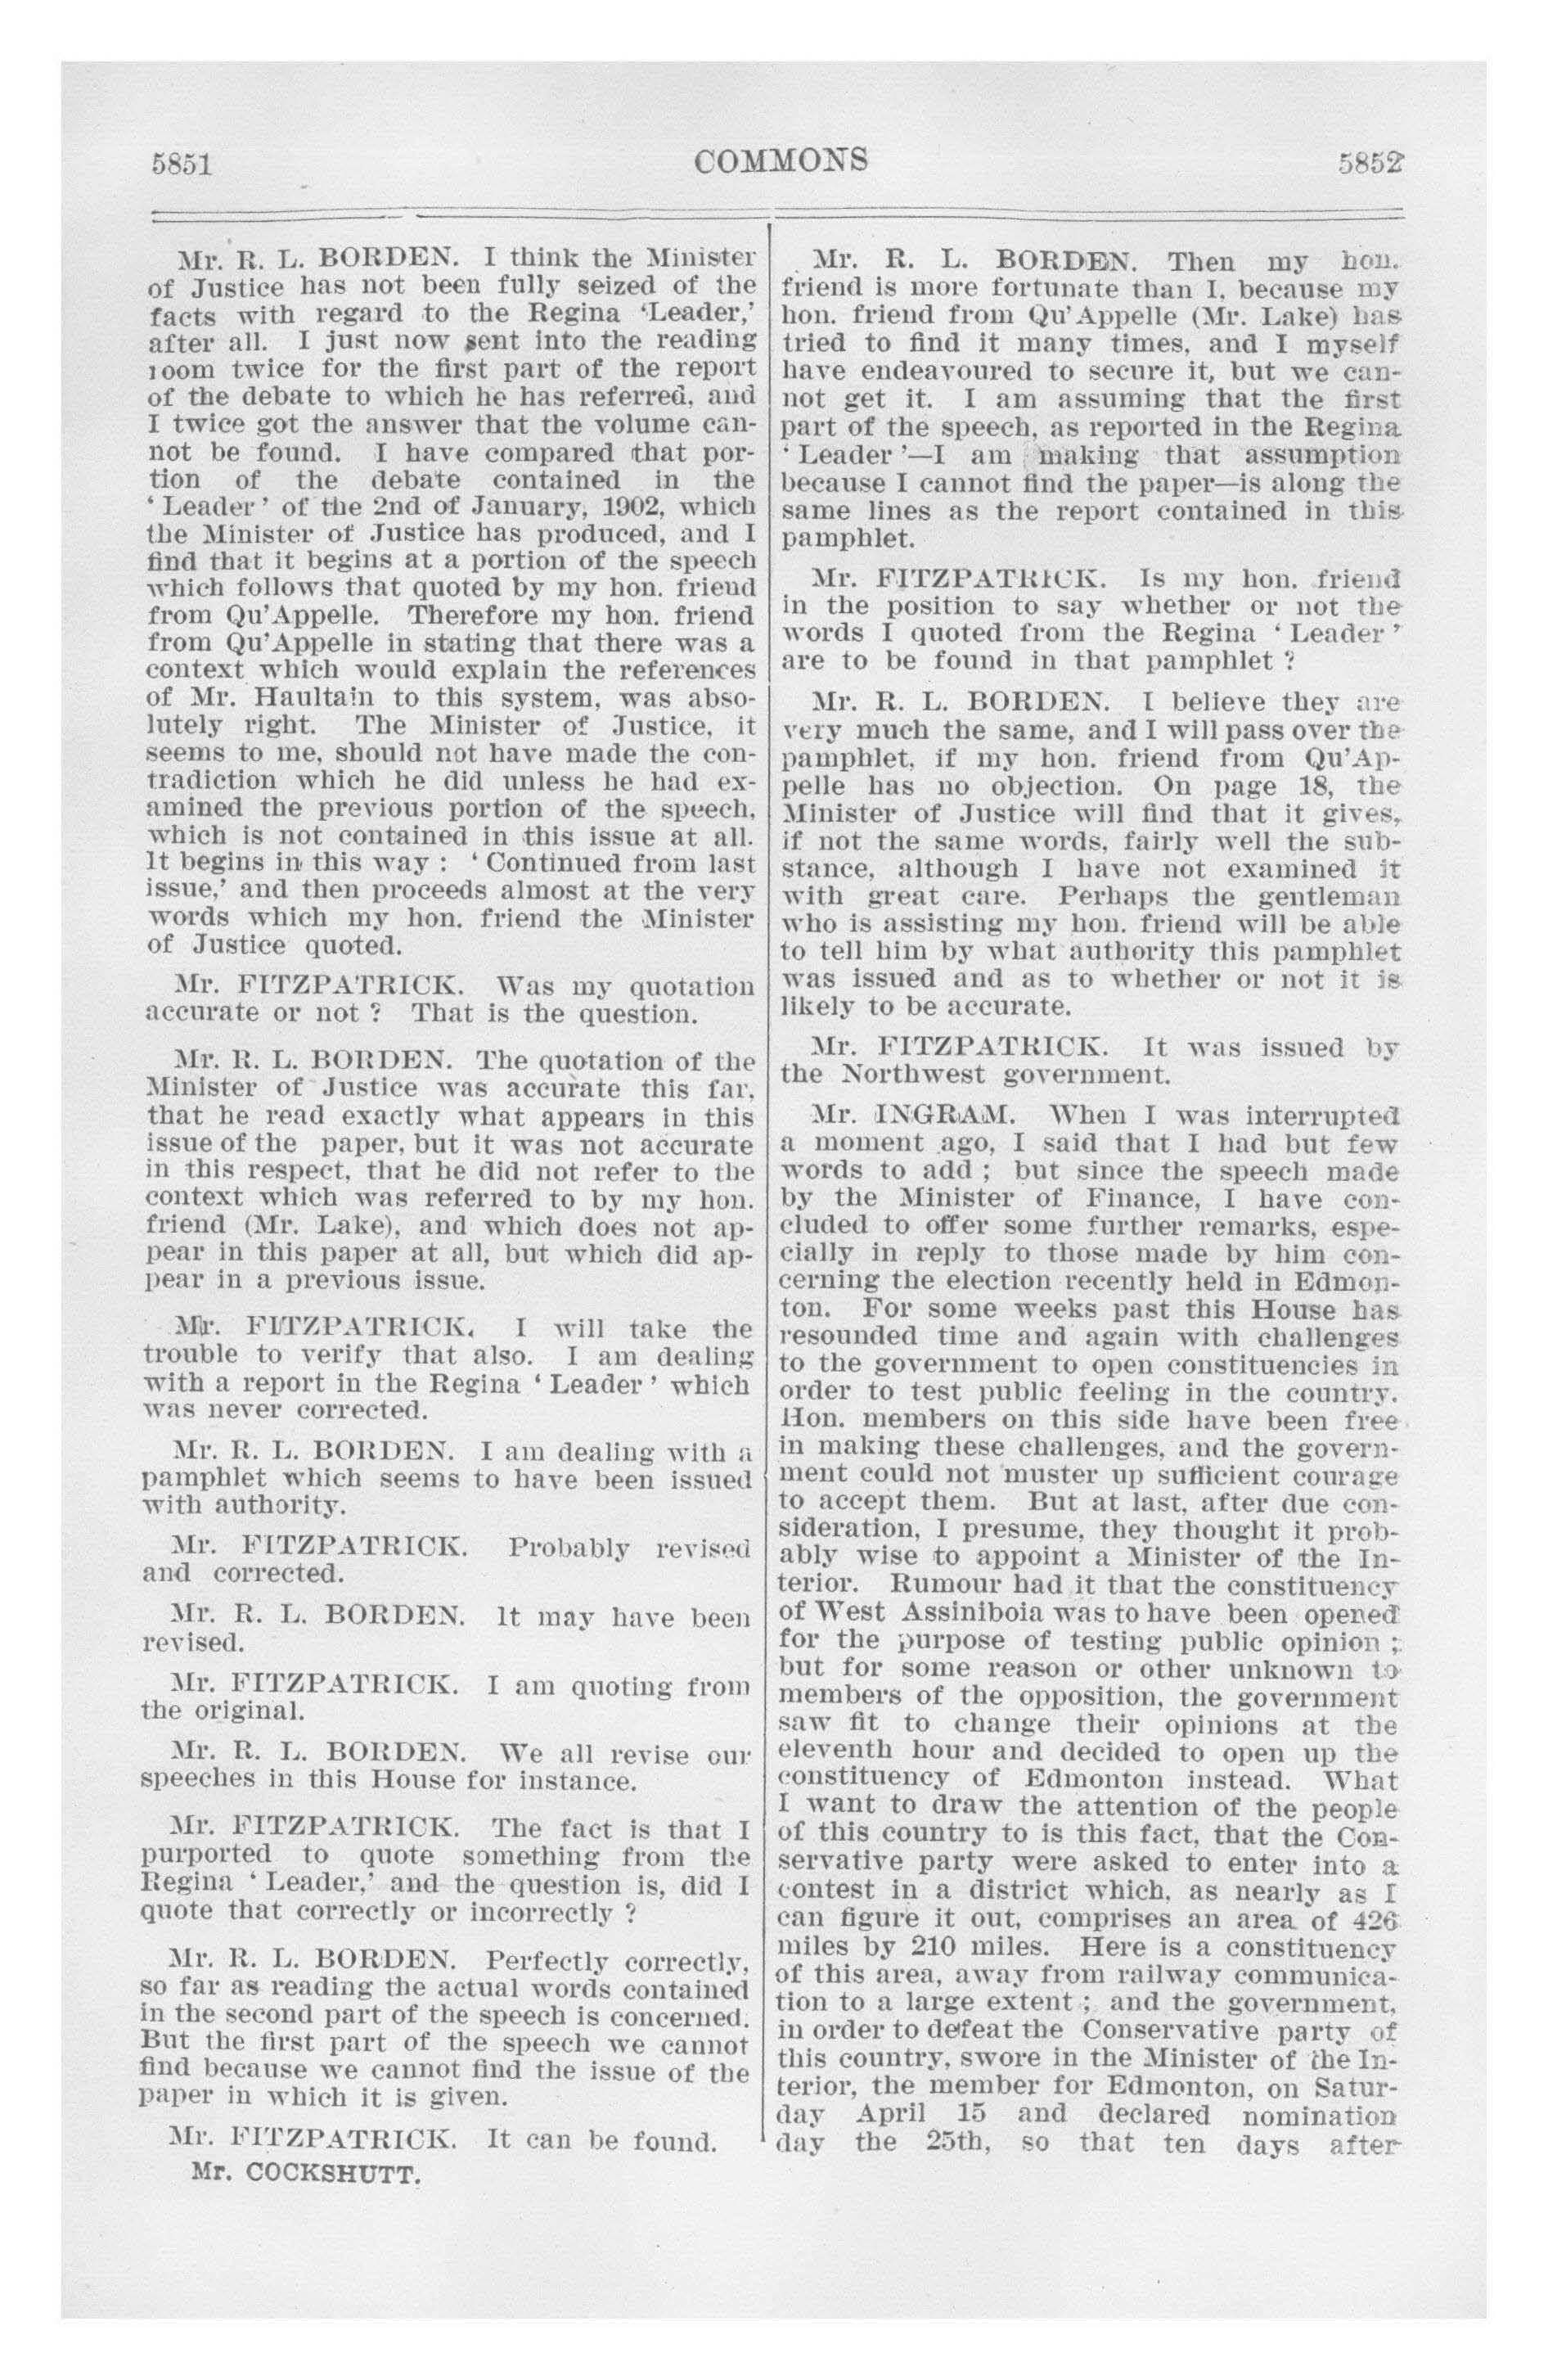 5851
COMMONS
5852
Mr. R. L. BORDEN. I think the Minister
of Justice has not been fully seized of the
facts with regard to the Regina 'Leader,'
after all. I just now sent into the reading
room twice for the first part of the report
of the debate to which he has referred, and
I twice got the answer that the volume can-
not be found. I have compared that por-
tion of the debate contained in the
' Leader ' of the 2nd of January, 1902, which
the Minister of Justice has produced, and I
find that it begins at a portion of the speech
which follows that quoted by my hon. friend
from Qu'Appelle. Therefore my hon. friend
from Qu'Appelle in stating that there was a
context which would explain the references
of Mr. Haultain to this system, was abso-
lutely right. The Minister of Justice, it
seems to me, should not have made the con-
tradiction which he did unless he had ex-
amined the previous portion of the speech,
which is not contained in this issue at all.
It begins in this way : ' Continued from last
issue,' and then proceeds almost at the very
words which my hon. friend the Minister
of Justice quoted.
Mr. FITZPATRICK. Was my quotation
accurate or not ? That is the question.
Mr. R. L. BORDEN. The quotation of the
Minister of Justice was accurate this far,
that he read exactly what appears in this
issue of the paper, but it was not accurate
in this respect, that he did not refer to the
context which was referred to by my hon.
friend (Mr. Lake), and which does not ap-
pear in this paper at all, but which did ap-
pear in a previous issue.
Mr. FITZPATRICK. I will take the
trouble to verify that also. I am dealing
with a report in the Regina ' Leader ' which
was never corrected.
Mr. R. L. BORDEN. I am dealing with a
pamphlet which seems to have been issued
with authority.
Mr. FITZPATRICK. Probably revised
and corrected.
Mr. R. L. BORDEN. It may have been
revised.
Mr. FITZPATRICK. I am quoting from
the original.
Mr. R. L. BORDEN. We all revise our
speeches in this House for instance.
Mr. FITZPATRICK. The fact is that I
purported to quote something from the
Regina ' Leader,' and the question is, did I
quote that correctly or incorrectly ?
Mr. R. L. BORDEN. Perfectly correctly,
so far as reading the actual words contained
in the second part of the speech is concerned.
But the first part of the speech we cannot
find because we cannot find the issue of the
paper in which it is given.
Mr. FITZPATRICK. It can be found.
Mr. COCKSHUTT.
Mr. R. L. BORDEN. Then my hon.
friend is more fortunate than I, because my
hon. friend from Qu'Appelle (Mr. Lake) has
tried to find it many times, and I myself
have endeavoured to secure it, but we can-
not get it. I am assuming that the first
part of the speech, as reported in the Regina
' Leader '—I am making that assumption
because I cannot find the paper—is along the
same lines as the report contained in this
pamphlet.
Mr. FITZPATRICK. Is my hon. friend
in the position to say whether or not the
words I quoted from the Regina ' Leader '
are to be found in that pamphlet ?
Mr. R. L. BORDEN. I believe they are
very much the same, and I will pass over the
pamphlet, if my hon. friend from Qu'Ap-
pelle has no objection. On page 18, the
Minister of Justice will find that it gives,
if not the same words, fairly well the sub-
stance, although I have not examined it
with great care. Perhaps the gentleman
who is assisting my hon. friend will be able
to tell him by what authority this pamphlet
was issued and as to whether or not it is
likely to be accurate.
Mr. FITZPATRICK. It was issued by
the Northwest government.
Mr. INGRAM. When I was interrupted
a moment ago, I said that I had but few
words to add ; but since the speech made
by the Minister of Finance, I have con-
cluded to offer some further remarks, espe-
cially in reply to those made by him con-
cerning the election recently held in Edmon-
ton. For some weeks past this House has
resounded time and again with challenges
to the government to open constituencies in
order to test public feeling in the country.
Hon. members on this side have been free
in making these challenges, and the govern-
ment could not muster up sufficient courage
to accept them. But at last, after due con-
sideration, I presume, they thought it prob-
ably wise to appoint a Minister of the In-
terior. Rumour had it that the constituency
of West Assiniboia was to have been opened
for the purpose of testing public opinion ;
but for some reason or other unknown to
members of the opposition, the government
saw fit to change their opinions at the
eleventh hour and decided to open up the
constituency of Edmonton instead. What
I want to draw the attention of the people
of this country to is this fact, that the Con-
servative party were asked to enter into a
contest in a district which, as nearly as I
can figure it out, comprises an area of 426
miles by 210 miles. Here is a constituency
of this area, away from railway communica-
tion to a large extent ; and the government,
in order to defeat the Conservative party of
this country, swore in the Minister of the In-
terior, the member for Edmonton, on Satur-
day April 15 and declared nomination
day the 25th, so that ten days after